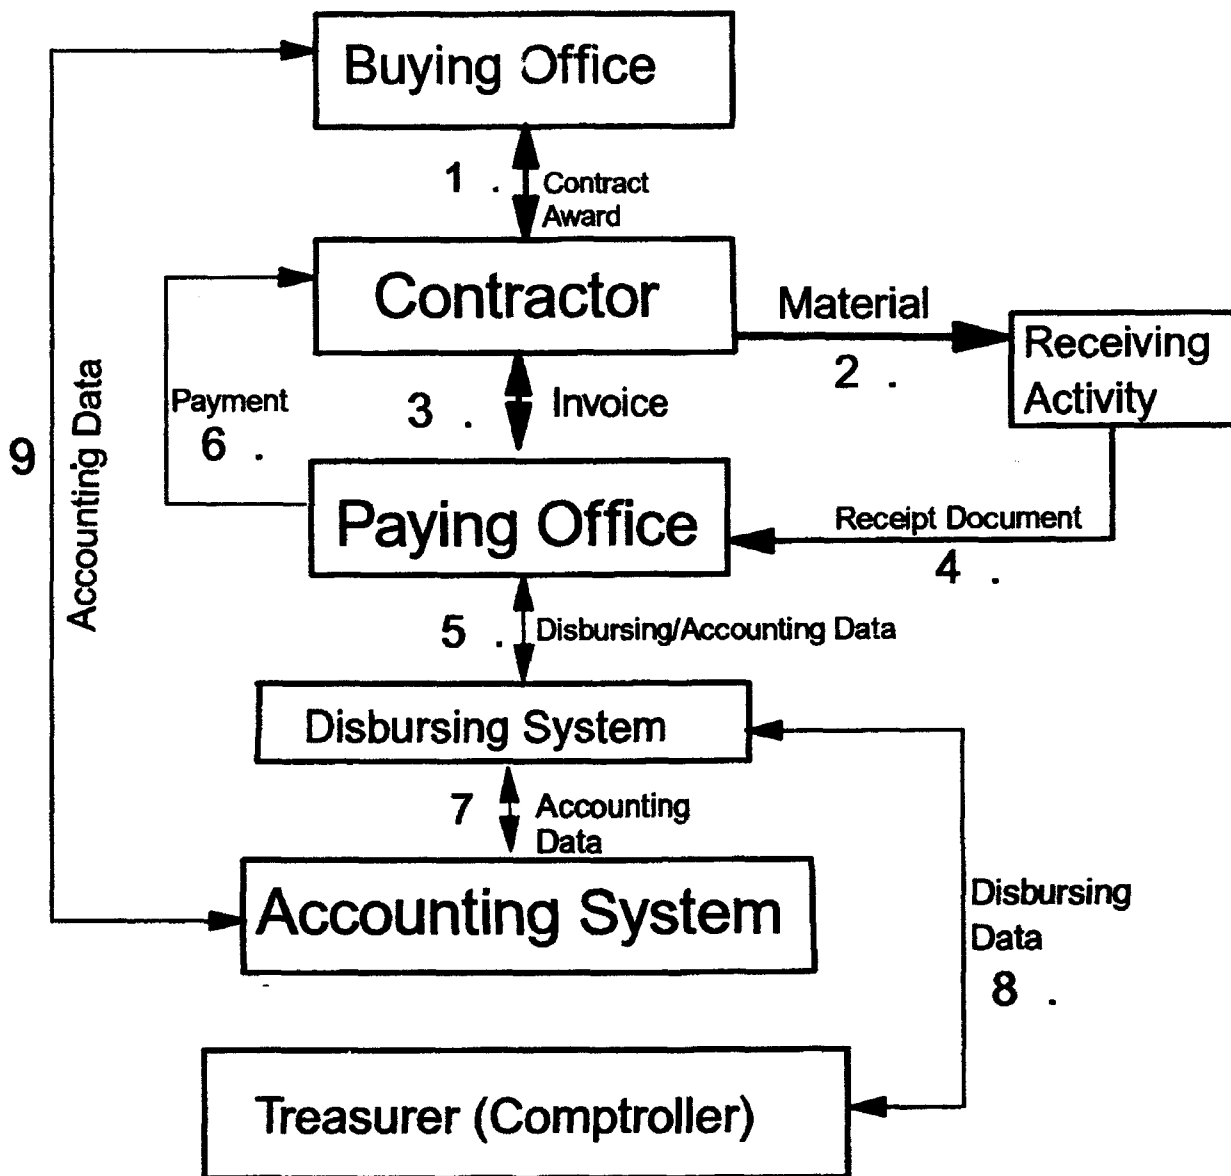 Buying Office
1 .
Contract
Award
Contractor
Material
2 .
Receiving
Activity
Payment
6 .
3 .
Invoice
9
Accounting Data
Paying Office
Receipt Document
4 .
5 .
Disbursing/Accounting Data
Disbursing System
7
Accounting
Data
Accounting System
Disbursing
Data
8 .
Treasurer (Comptroller)